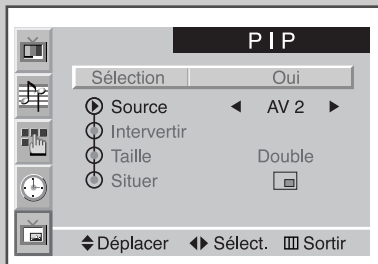 PIP
Sélection Oui
Source ◀ AV 2 ▶
Intervertir
Taille Double
Situer
Déplacer Sélect. Sortir